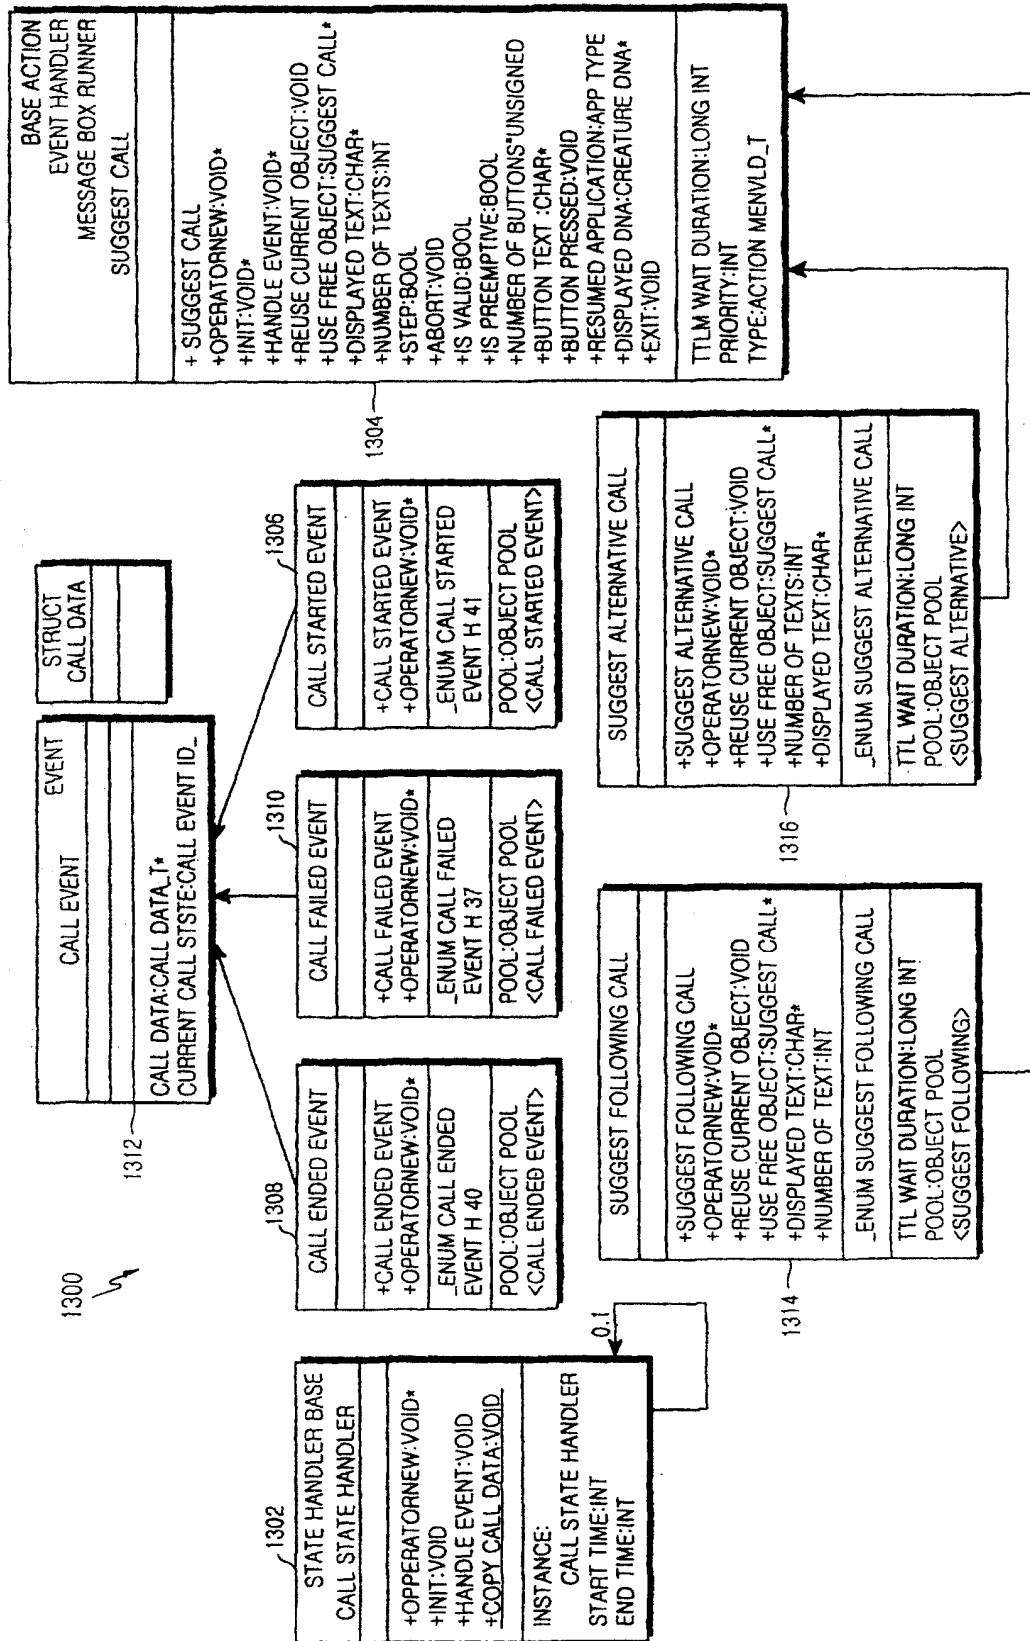 1300
1302
STATE HANDLER BASE
CALL STATE HANDLER
+OPPERATORNEW:VOID*
+INIT:VOID
+HANDLE EVENT:VOID
+COPY CALL DATA:VOID
INSTANCE:
CALL STATE HANDLER
START TIME:INT
END TIME:INT
0.1
1312
EVENT
CALL EVENT
CALL DATA:CALL DATA_T*
CURRENT CALL STSTE:CALL EVENT ID_
STRUCT
CALL DATA
1308
CALL ENDED EVENT
+CALL ENDED EVENT
+OPERATORNEW:VOID*
_ENUM CALL ENDED
EVENT H 40
POOL:OBJECT POOL
<CALL ENDED EVENT>
1310
CALL FAILED EVENT
+CALL FAILED EVENT
+OPERATORNEW:VOID*
_ENUM CALL FAILED
EVENT H 37
POOL:OBJECT POOL
<CALL FAILED EVENT>
1306
CALL STARTED EVENT
+CALL STARTED EVENT
+OPERATORNEW:VOID*
_ENUM CALL STARTED
EVENT H 41
POOL:OBJECT POOL
<CALL STARTED EVENT>
1304
BASE ACTION
EVENT HANDLER
MESSAGE BOX RUNNER
SUGGEST CALL
+ SUGGEST CALL
+OPERATORNEW:VOID*
+INIT:VOID*
+HANDLE EVENT:VOID*
+REUSE CURRENT OBJECT:VOID
+USE FREE OBJECT:SUGGEST CALL*
+DISPLAYED TEXT:CHAR*
+NUMBER OF TEXTS:INT
+STEP:BOOL
+ABORT:VOID
+IS VALID:BOOL
+IS PREEMPTIVE:BOOL
+NUMBER OF BUTTONS"UNSIGNED
+BUTTON TEXT :CHAR*
+BUTTON PRESSED:VOID
+RESUMED APPLICATION:APP TYPE
+DISPLAYED DNA:CREATURE DNA*
+EXIT:VOID
TTLM WAIT DURATION:LONG INT
PRIORITY:INT
TYPE:ACTION MENVLD_T
1314
SUGGEST FOLLOWING CALL
+SUGGEST FOLLOWING CALL
+OPERATORNEW:VOID*
+REUSE CURRENT OBJECT:VOID
+USE FREE OBJECT:SUGGEST CALL*
+DISPLAYED TEXT:CHAR*
+NUMBER OF TEXT:INT
_ENUM SUGGEST FOLLOWING CALL
TTL WAIT DURATION:LONG INT
POOL:OBJECT POOL
<SUGGEST FOLLOWING>
1316
SUGGEST ALTERNATIVE CALL
+SUGGEST ALTERNATIVE CALL
+OPERATORNEW:VOID*
+REUSE CURRENT OBJECT:VOID
+USE FREE OBJECT:SUGGEST CALL*
+NUMBER OF TEXTS:INT
+DISPLAYED TEXT:CHAR*
_ENUM SUGGEST ALTERNATIVE CALL
TTL WAIT DURATION:LONG INT
POOL:OBJECT POOL
<SUGGEST ALTERNATIVE>